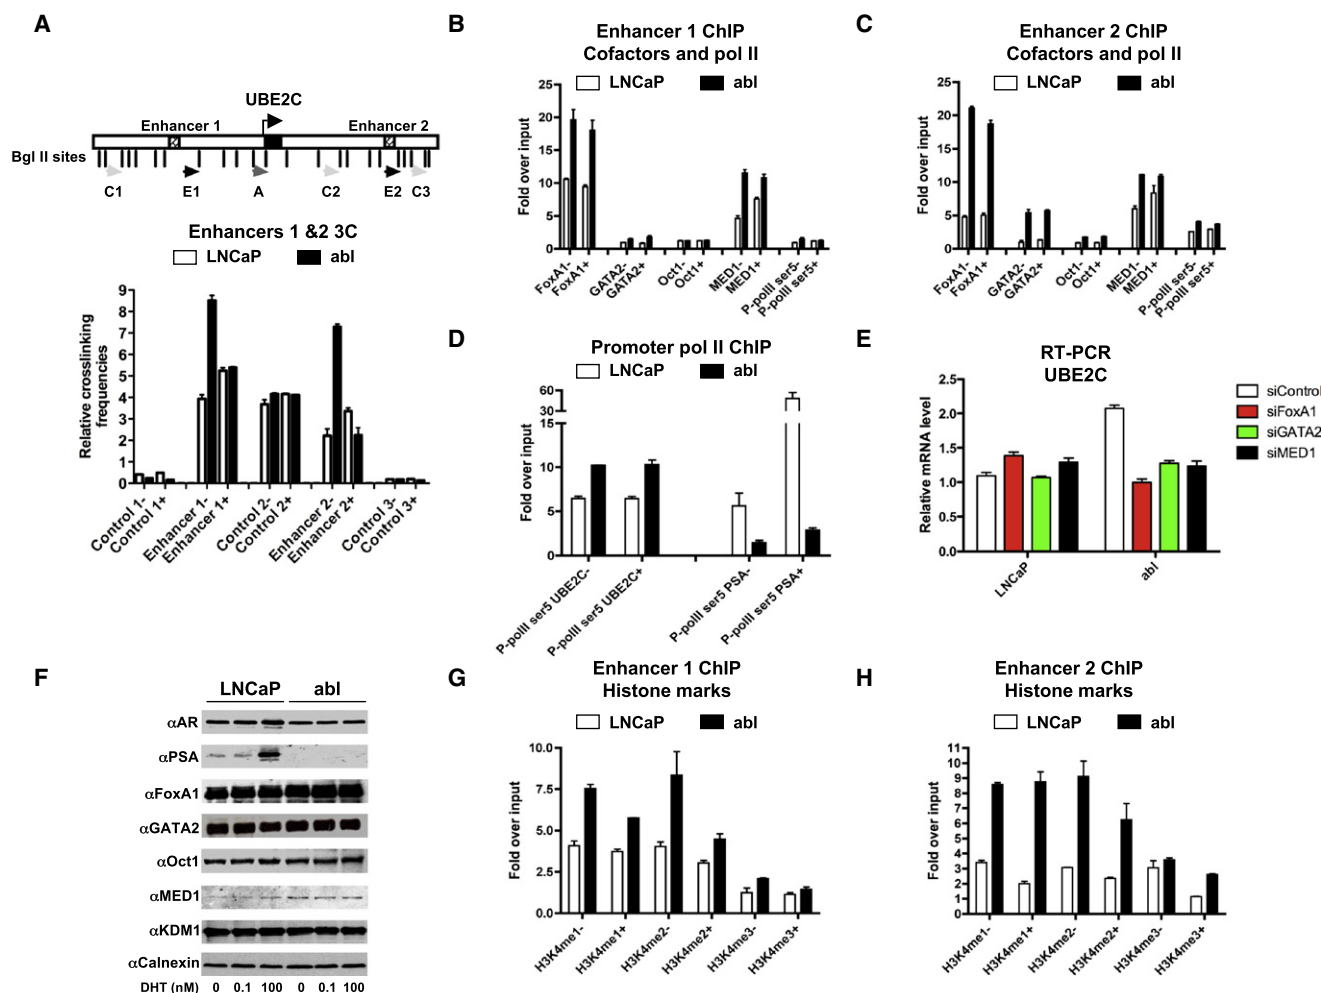 A
UBE2C
Enhancer 1
Enhancer 2
Bgl II sites
C1
E1
A
C2
E2
C3
Enhancers 1 &2 3C
LNCaP
abl
Relative crosslinking
frequencies
9
8
7
6
5
4
3
2
1
0
Control 1-
Control 1+
Enhancer 1-
Enhancer 1+
Control 2-
Control 2+
Enhancer 2-
Enhancer 2+
Control 3-
Control 3+
B
Enhancer 1 ChIP
Cofactors and pol II
LNCaP
abl
Fold over input
25
20
15
10
5
0
FoxA1-
FoxA1+
GATA2-
GATA2+
Oct1-
Oct1+
MED1-
MED1+
P-polII ser5-
P-polII ser5+
C
Enhancer 2 ChIP
Cofactors and pol II
LNCaP
abl
Fold over input
25
20
15
10
5
0
FoxA1-
FoxA1+
GATA2-
GATA2+
Oct1-
Oct1+
MED1-
MED1+
P-polII ser5-
P-polII ser5+
D
Promoter pol II ChIP
LNCaP
abl
Fold over input
60
30
15
10
5
0
P-polII ser5 UBE2C-
P-polII ser5 UBE2C+
P-polII ser5 PSA-
P-polII ser5 PSA+
E
RT-PCR
UBE2C
Relative mRNA level
2.5
2.0
1.5
1.0
0.5
0.0
LNCaP
abl
siControl
siFoxA1
siGATA2
siMED1
F
LNCaP
abl
αAR
αPSA
αFoxA1
αGATA2
αOct1
αMED1
αKDM1
αCalnexin
DHT (nM) 0 0.1 100 0 0.1 100
G
Enhancer 1 ChIP
Histone marks
LNCaP
abl
Fold over input
10.0
7.5
5.0
2.5
0.0
H3K4me1-
H3K4me1+
H3K4me2-
H3K4me2+
H3K4me3-
H3K4me3+
H
Enhancer 2 ChIP
Histone marks
LNCaP
abl
Fold over input
11
10
9
8
7
6
5
4
3
2
1
0
H3K4me1-
H3K4me1+
H3K4me2-
H3K4me2+
H3K4me3-
H3K4me3+